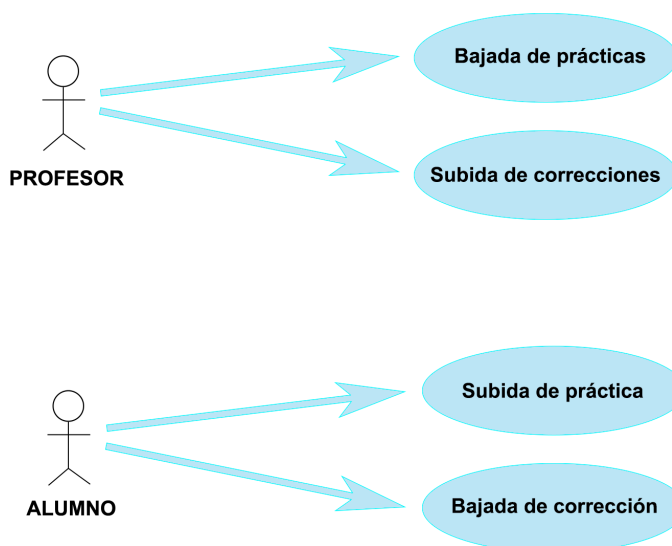 Bajada de prácticas
PROFESOR
Subida de correcciones
Subida de práctica
ALUMNO
Bajada de corrección